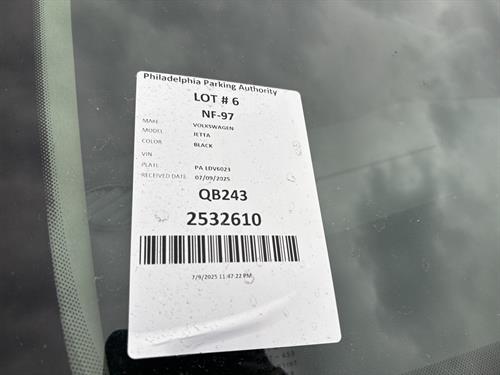 Philadelphia Parking Authority
LOT # 6
NF-97
MAKE VOLKSWAGEN
MODEL JETTA
COLOR BLACK
VIN
PLATE PA LDV6023
RECEIVED DATE 07/09/2025
QB243
2532610
7/9/2025 11:47:22 PM